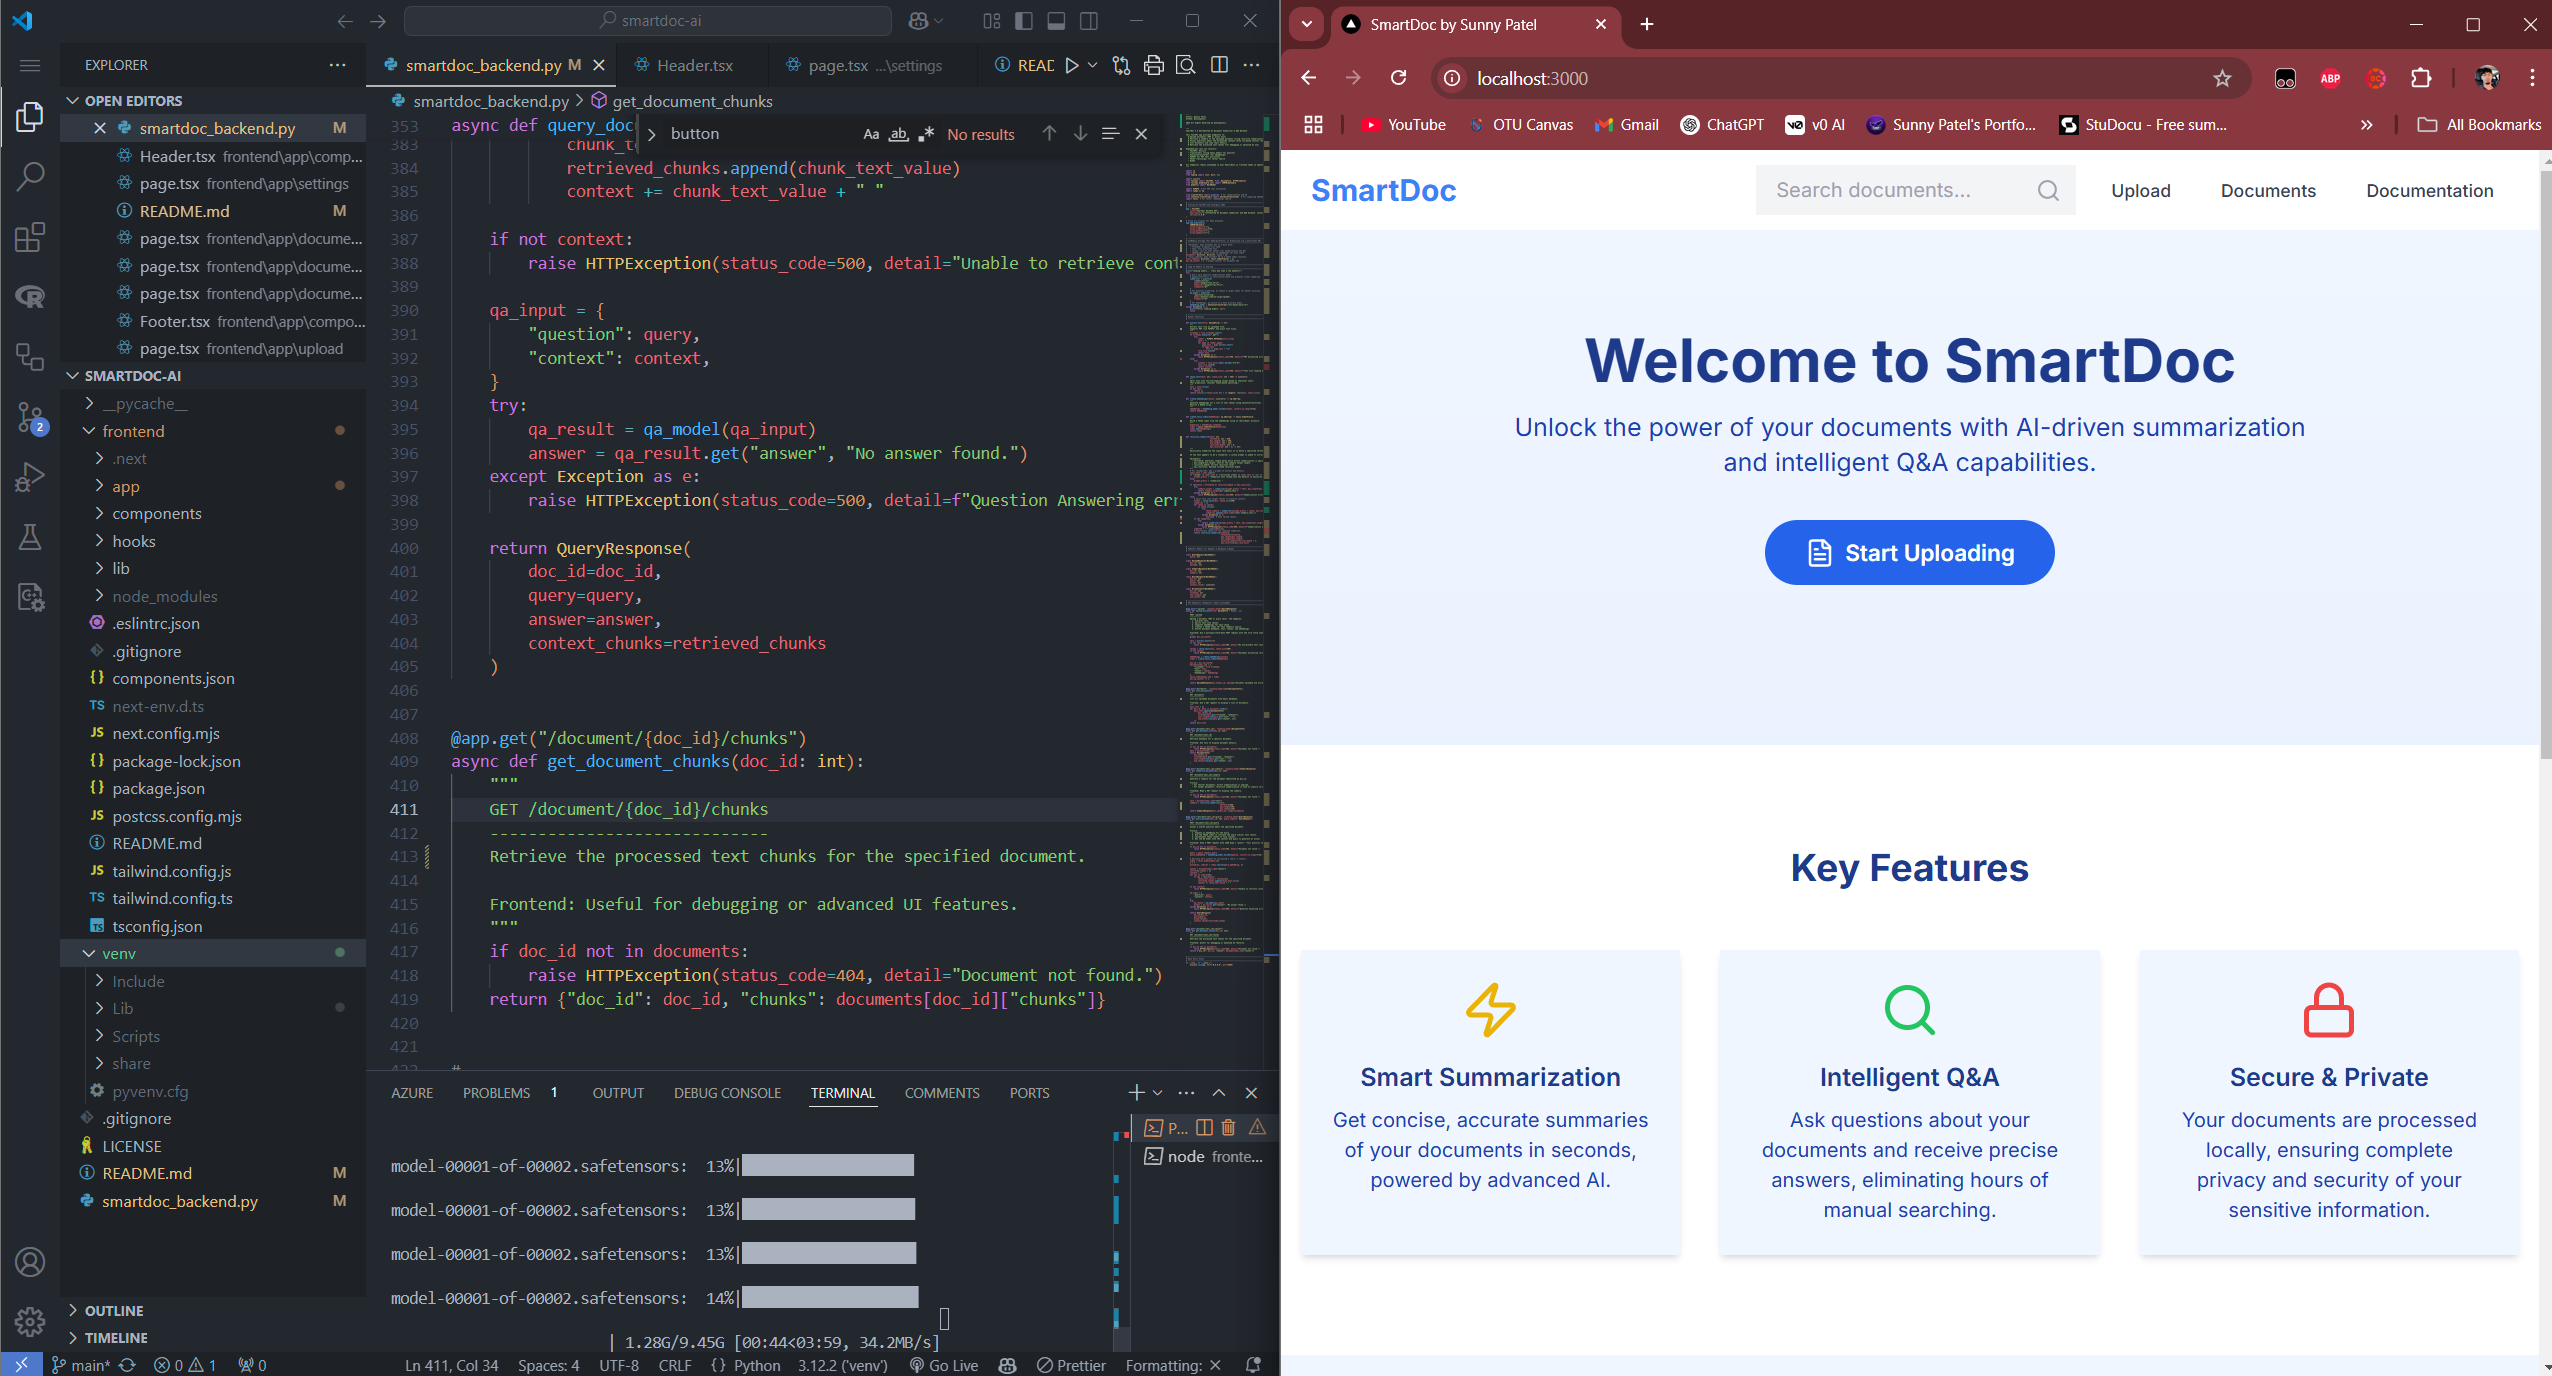 smartdoc-ai
EXPLORER
OPEN EDITORS
smartdoc_backend.py M
Header.tsx frontend\app\comp...
page.tsx frontend\app\settings
README.md M
page.tsx frontend\app\docume...
page.tsx frontend\app\docume...
page.tsx frontend\app\docume...
Footer.tsx frontend\app\compo...
page.tsx frontend\app\upload
SMARTDOC-AI
__pycache__
frontend
.next
app
components
hooks
lib
node_modules
.eslintrc.json
.gitignore
components.json
next-env.d.ts
next.config.mjs
package-lock.json
package.json
postcss.config.mjs
README.md
tailwind.config.js
tailwind.config.ts
tsconfig.json
venv
Include
Lib
Scripts
share
pyvenv.cfg
.gitignore
LICENSE
README.md M
smartdoc_backend.py M
OUTLINE
TIMELINE
2
smartdoc_backend.py M
Header.tsx
page.tsx ...\settings
READ
smartdoc_backend.py > get_document_chunks
button
Aa ab .* No results
353 async def query_doc
383 chunk_te
384 retrieved_chunks.append(chunk_text_value)
385 context += chunk_text_value + " "
386
387 if not context:
388 raise HTTPException(status_code=500, detail="Unable to retrieve cont
389
390 qa_input = {
391 "question": query,
392 "context": context,
393 }
394 try:
395 qa_result = qa_model(qa_input)
396 answer = qa_result.get("answer", "No answer found.")
397 except Exception as e:
398 raise HTTPException(status_code=500, detail=f"Question Answering err
399
400 return QueryResponse(
401 doc_id=doc_id,
402 query=query,
403 answer=answer,
404 context_chunks=retrieved_chunks
405 )
406
407
408 @app.get("/document/{doc_id}/chunks")
409 async def get_document_chunks(doc_id: int):
410 """
411 GET /document/{doc_id}/chunks
412 -----------------------------
413 Retrieve the processed text chunks for the specified document.
414
415 Frontend: Useful for debugging or advanced UI features.
416 """
417 if doc_id not in documents:
418 raise HTTPException(status_code=404, detail="Document not found.")
419 return {"doc_id": doc_id, "chunks": documents[doc_id]["chunks"]}
420
421
422 #
AZURE PROBLEMS 1 OUTPUT DEBUG CONSOLE TERMINAL COMMENTS PORTS
model-00001-of-00002.safetensors: 13%|
model-00001-of-00002.safetensors: 13%|
model-00001-of-00002.safetensors: 13%|
model-00001-of-00002.safetensors: 14%|
| 1.28G/9.45G [00:44<03:59, 34.2MB/s]
P...
node fronte...
main* 0 1 0 Ln 411, Col 34 Spaces: 4 UTF-8 CRLF {} Python 3.12.2 ('venv') Go Live Prettier Formatting: ×
SmartDoc by Sunny Patel
localhost:3000
ABP
YouTube OTU Canvas Gmail ChatGPT v0 AI Sunny Patel's Portfo... StuDocu - Free sum... » All Bookmarks
SmartDoc
Search documents...
Upload Documents Documentation
Welcome to SmartDoc
Unlock the power of your documents with AI-driven summarization
and intelligent Q&A capabilities.
Start Uploading
Key Features
Smart Summarization
Get concise, accurate summaries
of your documents in seconds,
powered by advanced AI.
Intelligent Q&A
Ask questions about your
documents and receive precise
answers, eliminating hours of
manual searching.
Secure & Private
Your documents are processed
locally, ensuring complete
privacy and security of your
sensitive information.